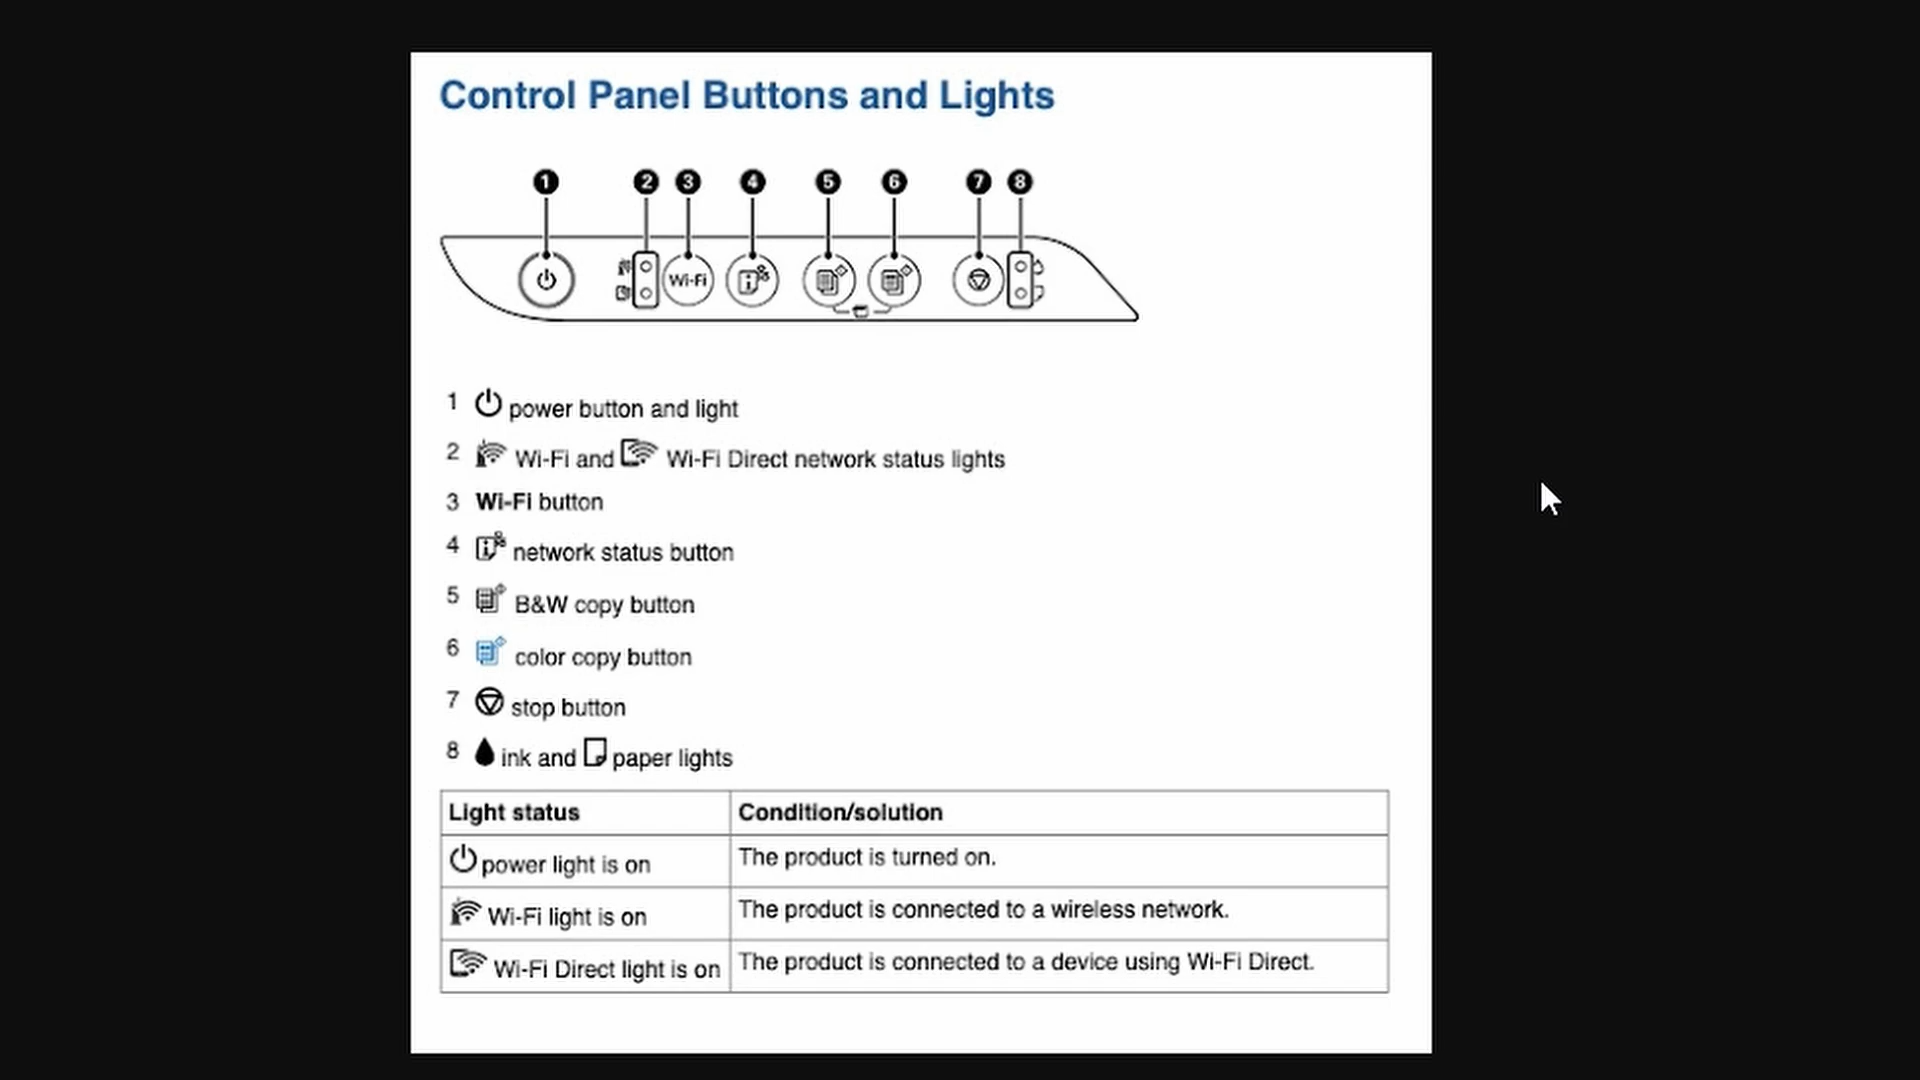 Control Panel Buttons and Lights
1 2 3 4 5 6 7 8
Wi-Fi
1 power button and light
2 Wi-Fi and Wi-Fi Direct network status lights
3 Wi-Fi button
4 network status button
5 B&W copy button
6 color copy button
7 stop button
8 ink and paper lights
Light status Condition/solution
power light is on The product is turned on.
Wi-Fi light is on The product is connected to a wireless network.
Wi-Fi Direct light is on The product is connected to a device using Wi-Fi Direct.